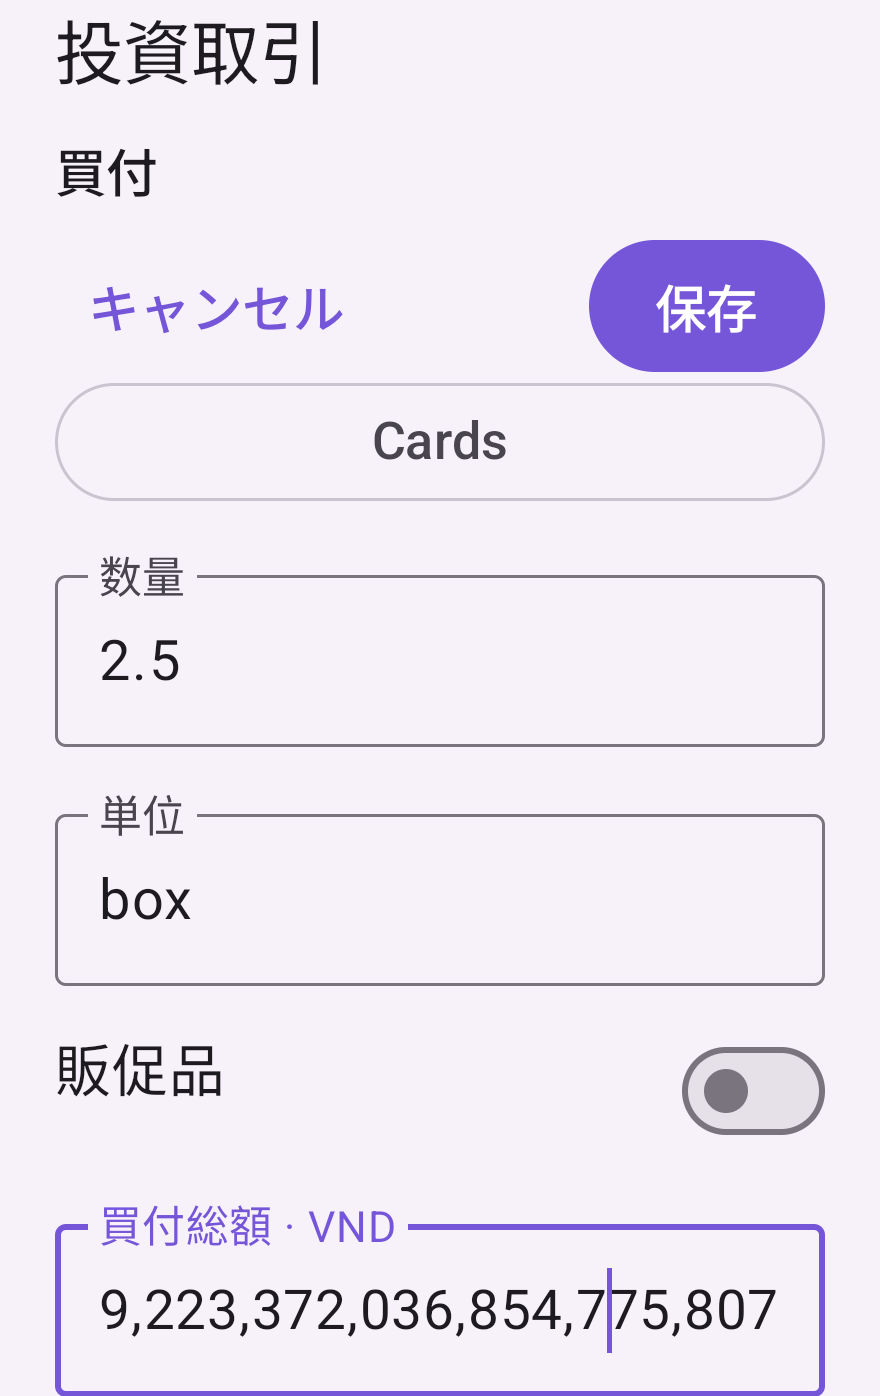 投資取引
買付
キャンセル
保存
Cards
数量
2.5
単位
box
販促品
買付総額 · VND
9,223,372,036,854,775,807